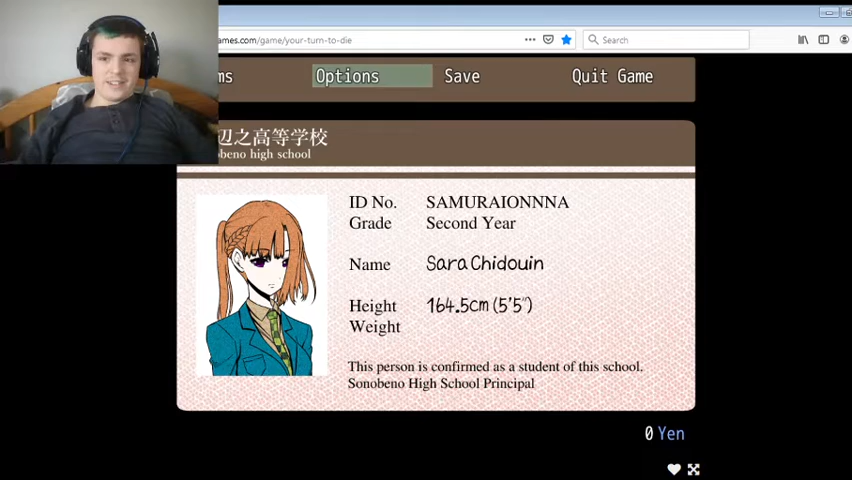 ames.com/game/your-turn-to-die
Search
ms Options Save Quit Game
辺之高等学校
obeno high school
ID No. SAMURAIONNNA
Grade Second Year
Name Sara Chidouin
Height 164.5cm (5'5")
Weight
This person is confirmed as a student of this school.
Sonobeno High School Principal
0 Yen